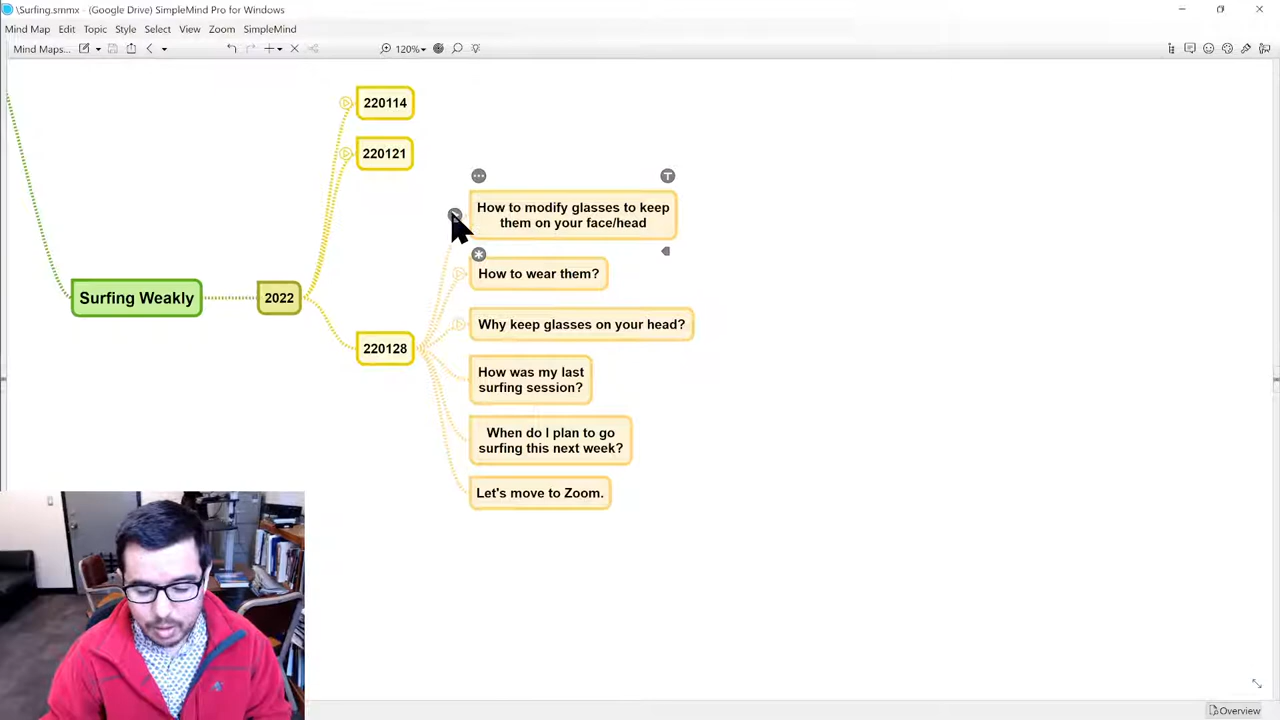 \Surfing.smmx - (Google Drive) SimpleMind Pro for Windows
Mind Map Edit Topic Style Select View Zoom SimpleMind
Mind Maps... 120%
220114
220121
How to modify glasses to keep
them on your face/head
How to wear them?
Surfing Weakly
2022
Why keep glasses on your head?
220128
How was my last
surfing session?
When do I plan to go
surfing this next week?
Let's move to Zoom.
Overview